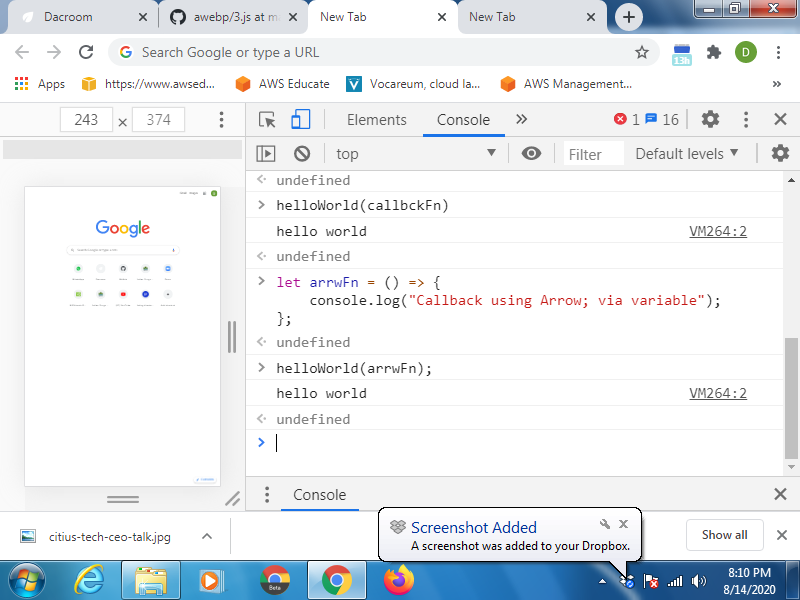 Dacroom
awebp/3.js at ma
New Tab
New Tab
Search Google or type a URL
13h
D
Apps
https://www.awsed...
AWS Educate
Vocareum, cloud la...
AWS Management...
»
243 × 374
Elements
Console
»
1
16
top
Filter
Default levels
undefined
helloWorld(callbckFn)
hello world VM264:2
undefined
let arrwFn = () => {
console.log("Callback using Arrow; via variable");
};
undefined
helloWorld(arrwFn);
hello world VM264:2
undefined
Google
Console
Screenshot Added
A screenshot was added to your Dropbox.
citius-tech-ceo-talk.jpg
Show all
Beta
8:10 PM
8/14/2020